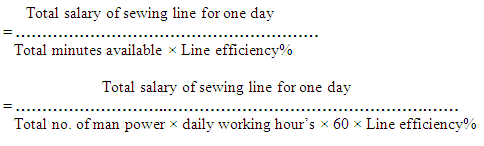 Total salary of sewing line for one day
= ……………………………………………………
Total minutes available × Line efficiency%
Total salary of sewing line for one day
= ………………………...……………………………………………..……
Total no. of man power × daily working hour’s × 60 × Line efficiency%